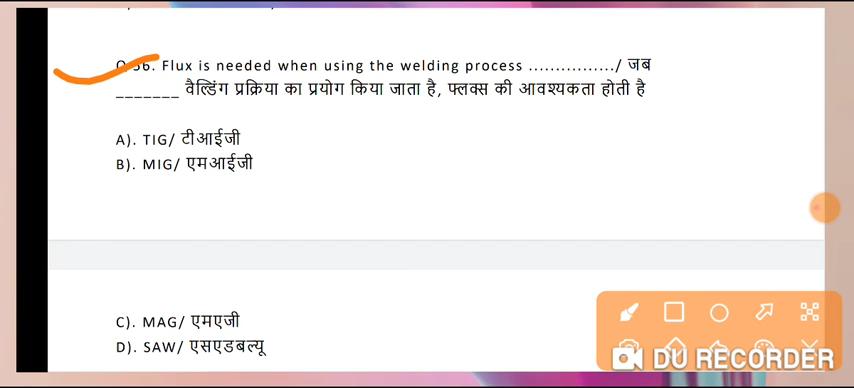 Q.56. Flux is needed when using the welding process ................/ जब
_______ वैल्डिंग प्रक्रिया का प्रयोग किया जाता है, फ्लक्स की आवश्यकता होती है
A). TIG/ टीआईजी
B). MIG/ एमआईजी
C). MAG/ एमएजी
D). SAW/ एसएडबल्यू
DU RECORDER